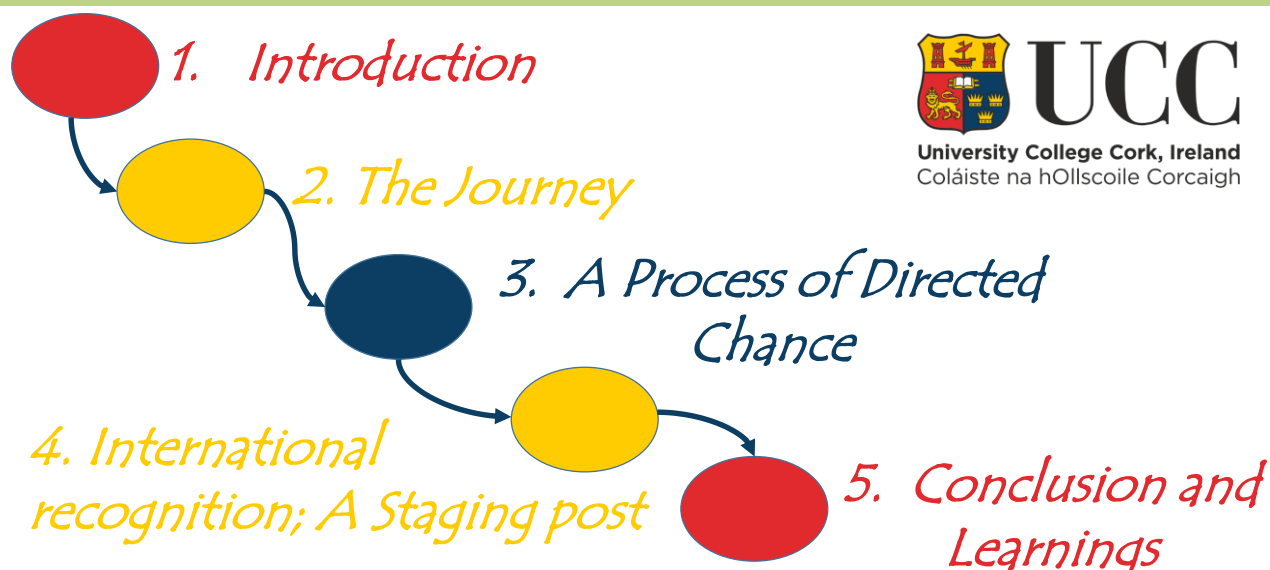 1. Introduction
UCC
University College Cork, Ireland
Coláiste na hOllscoile Corcaigh
2. The Journey
3. A Process of Directed
Chance
4. International
recognition; A Staging post
5. Conclusion and
Learnings